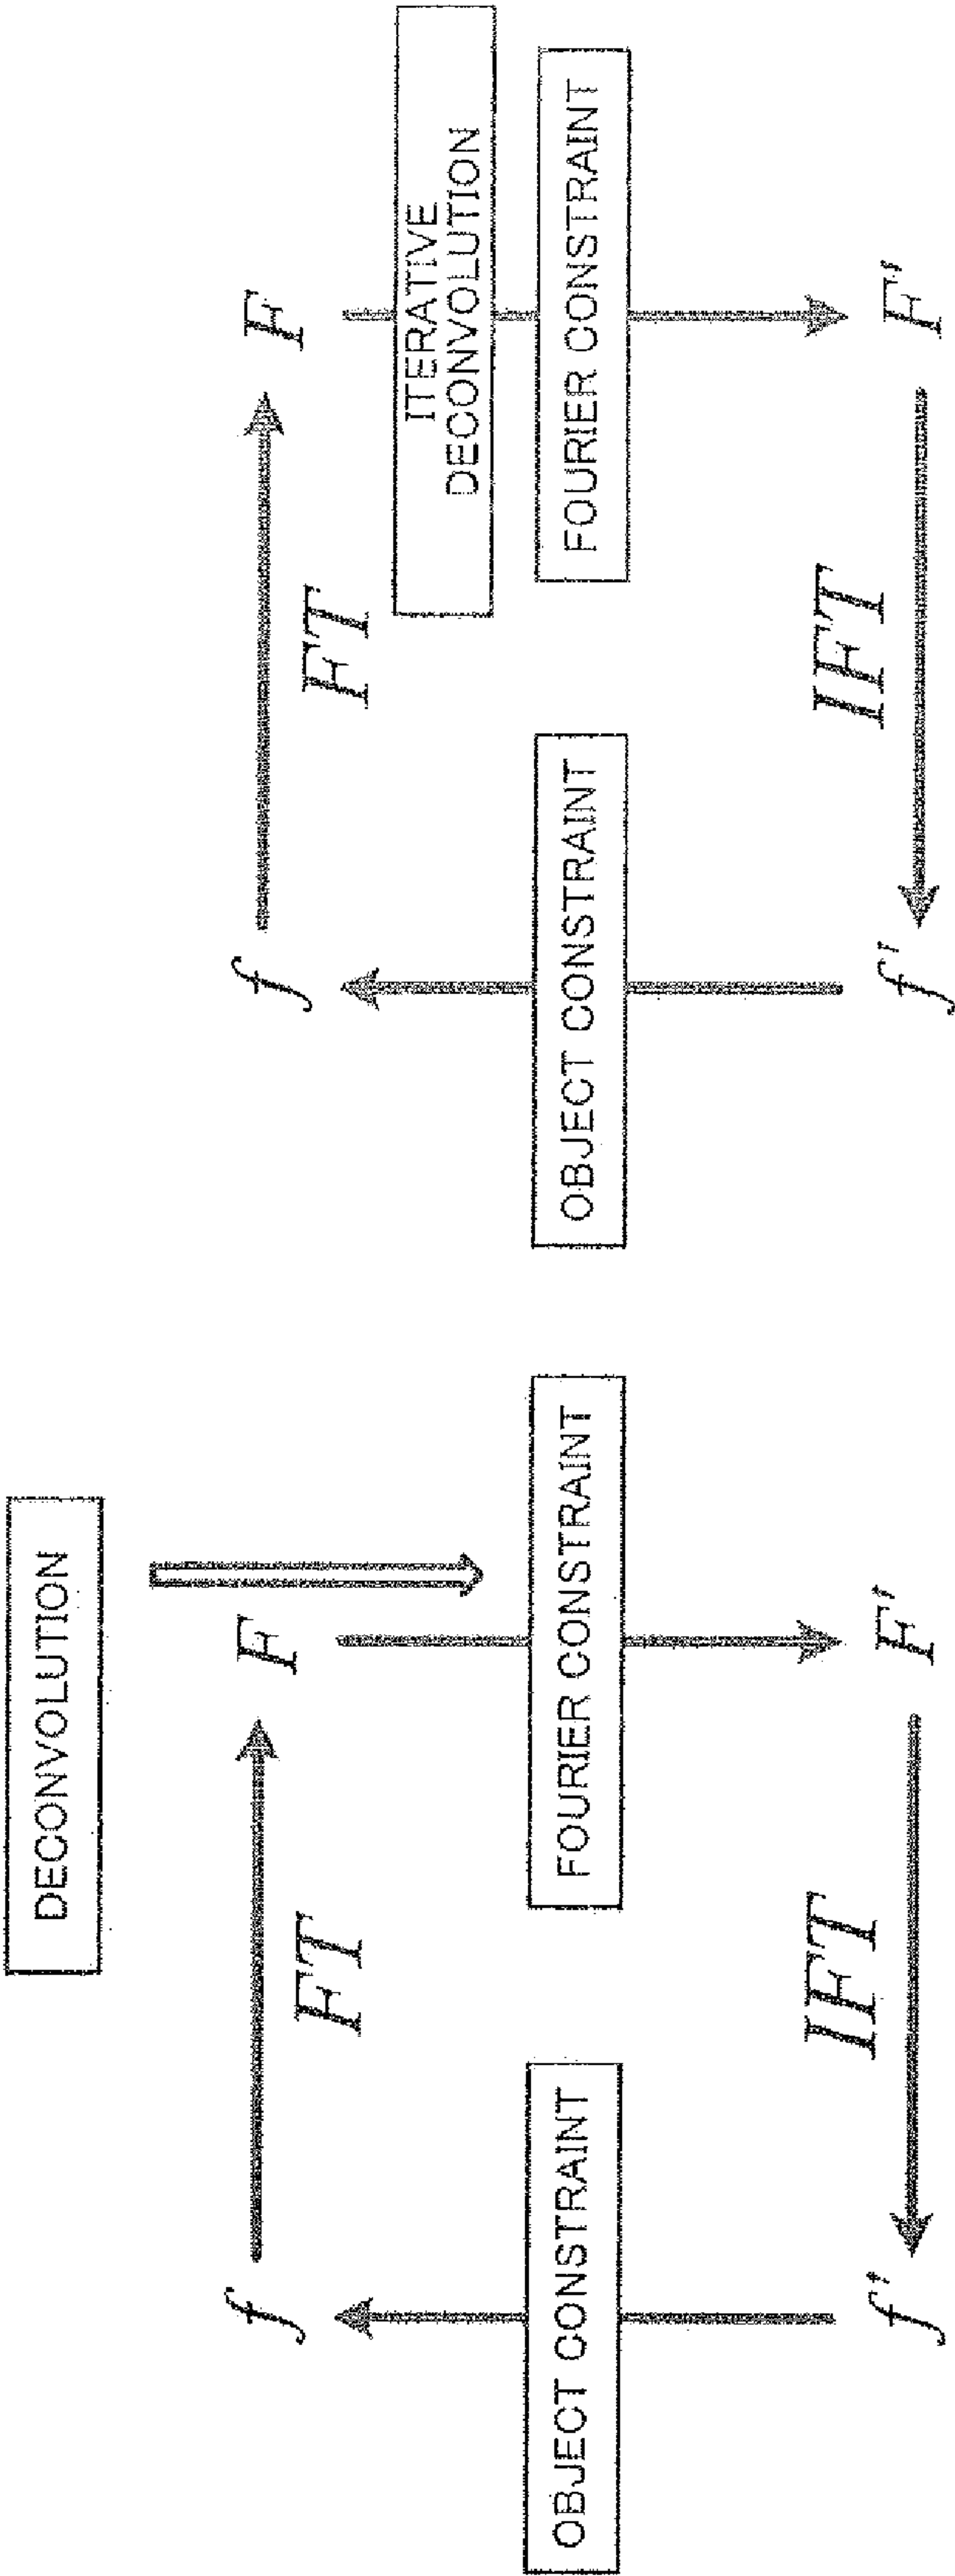 DECONVOLUTION
f
FT
F
OBJECT CONSTRAINT
FOURIER CONSTRAINT
f'
IFT
F'
f
FT
F
ITERATIVE
DECONVOLUTION
OBJECT CONSTRAINT
FOURIER CONSTRAINT
f'
IFT
F'